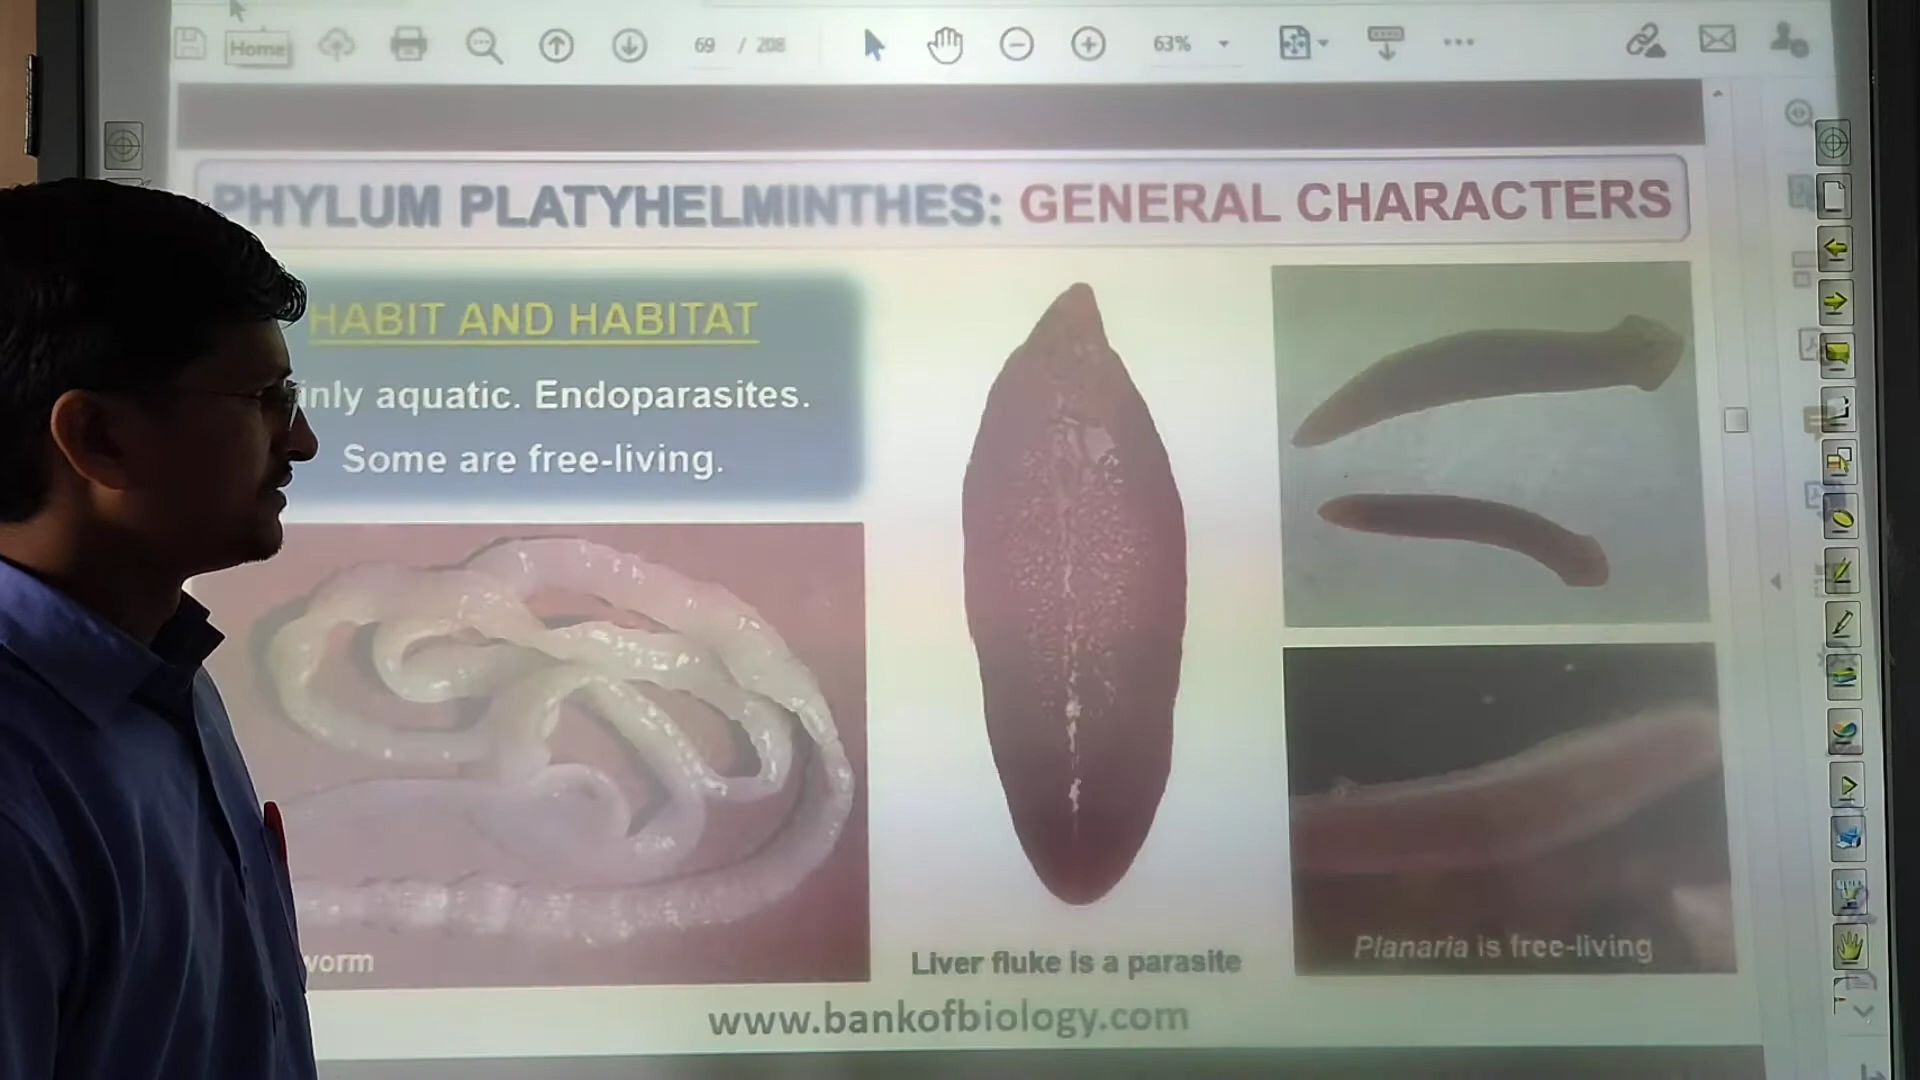 Home
69 / 208
63%
PHYLUM PLATYHELMINTHES: GENERAL CHARACTERS
HABIT AND HABITAT
inly aquatic. Endoparasites.
Some are free-living.
worm
Liver fluke is a parasite
Planaria is free-living
www.bankofbiology.com